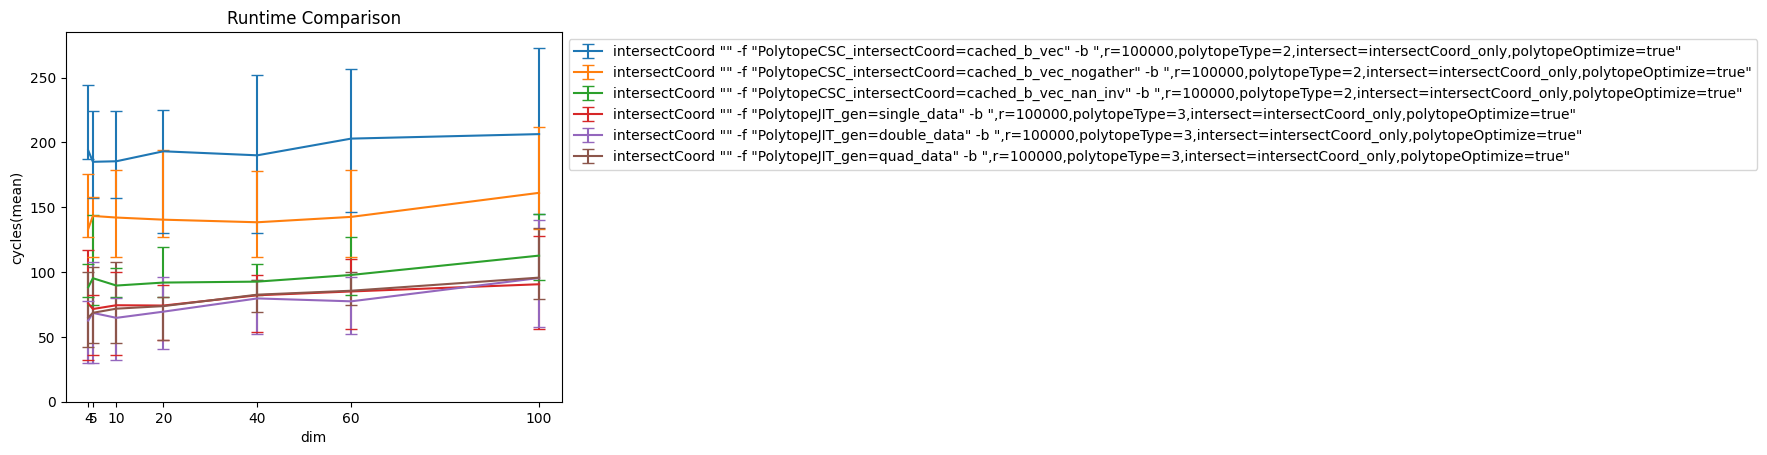 Runtime Comparison
cycles(mean)
250
200
150
100
50
0
4 5 10 20 40 60 100
dim
intersectCoord "" -f "PolytopeCSC_intersectCoord=cached_b_vec" -b ",r=100000,polytopeType=2,intersect=intersectCoord_only,polytopeOptimize=true"
intersectCoord "" -f "PolytopeCSC_intersectCoord=cached_b_vec_nogather" -b ",r=100000,polytopeType=2,intersect=intersectCoord_only,polytopeOptimize=true"
intersectCoord "" -f "PolytopeCSC_intersectCoord=cached_b_vec_nan_inv" -b ",r=100000,polytopeType=2,intersect=intersectCoord_only,polytopeOptimize=true"
intersectCoord "" -f "PolytopeJIT_gen=single_data" -b ",r=100000,polytopeType=3,intersect=intersectCoord_only,polytopeOptimize=true"
intersectCoord "" -f "PolytopeJIT_gen=double_data" -b ",r=100000,polytopeType=3,intersect=intersectCoord_only,polytopeOptimize=true"
intersectCoord "" -f "PolytopeJIT_gen=quad_data" -b ",r=100000,polytopeType=3,intersect=intersectCoord_only,polytopeOptimize=true"